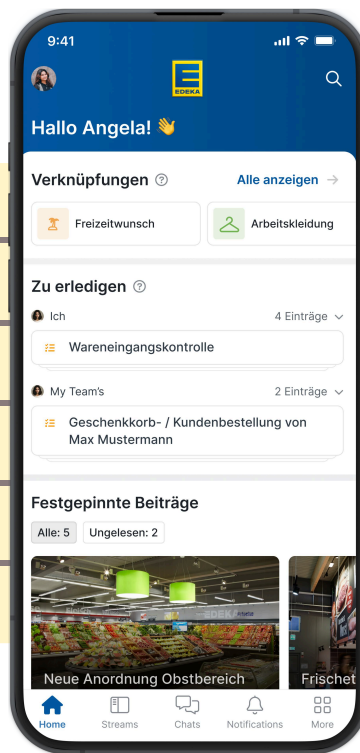 9:41
EDEKA
Hallo Angela! 👋
Verknüpfungen
Alle anzeigen →
Freizeitwunsch
Arbeitskleidung
Zu erledigen
Ich
4 Einträge
Wareneingangskontrolle
My Team's
2 Einträge
Geschenkkorb- / Kundenbestellung von
Max Mustermann
Festgepinnte Beiträge
Alle: 5
Ungelesen: 2
EDEKA
Neue Anordnung Obstbereich
Frischet
Home
Streams
Chats
Notifications
More